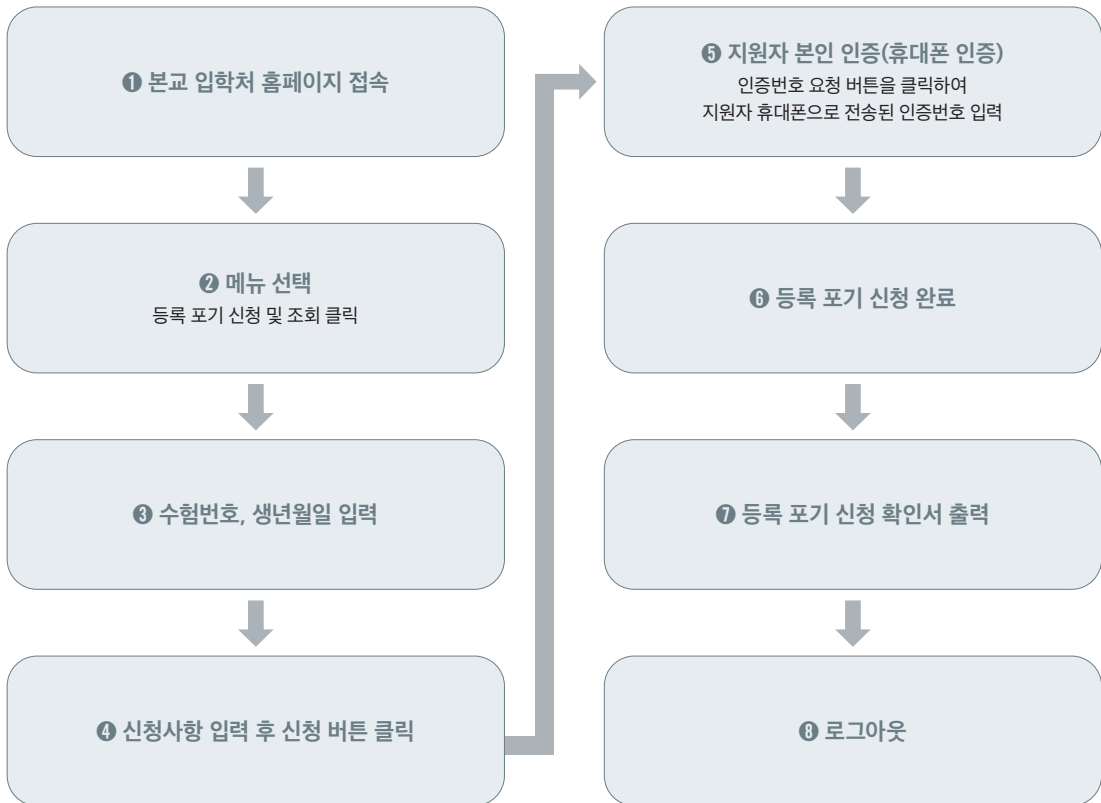 ❶ 본교 입학처 홈페이지 접속
❷ 메뉴 선택
등록 포기 신청 및 조회 클릭
❸ 수험번호, 생년월일 입력
❹ 신청사항 입력 후 신청 버튼 클릭
❺ 지원자 본인 인증(휴대폰 인증)
인증번호 요청 버튼을 클릭하여
지원자 휴대폰으로 전송된 인증번호 입력
❻ 등록 포기 신청 완료
❼ 등록 포기 신청 확인서 출력
❽ 로그아웃